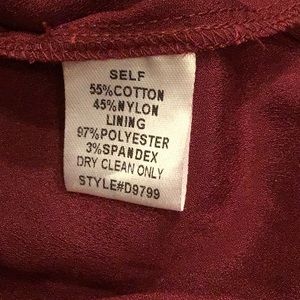 SELF
55%COTTON
45%NYLON
LINING
97%POLYESTER
3%SPANDEX
DRY CLEAN ONLY
STYLE#D9799